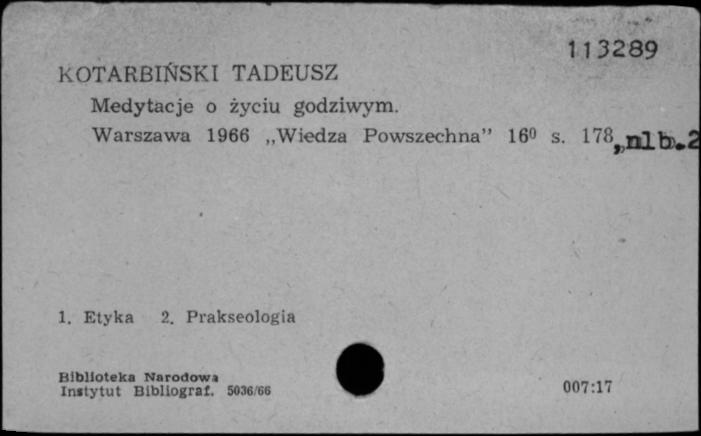 113289
KOTARBIŃSKI TADEUSZ
Medytacje o życiu godziwym.
Warszawa 1966 „Wiedza Powszechna” 16⁰ s. 178, nlb.2
1. Etyka 2. Prakseologia
Biblioteka Narodowa
Instytut Bibliograf. 5036/66
007:17